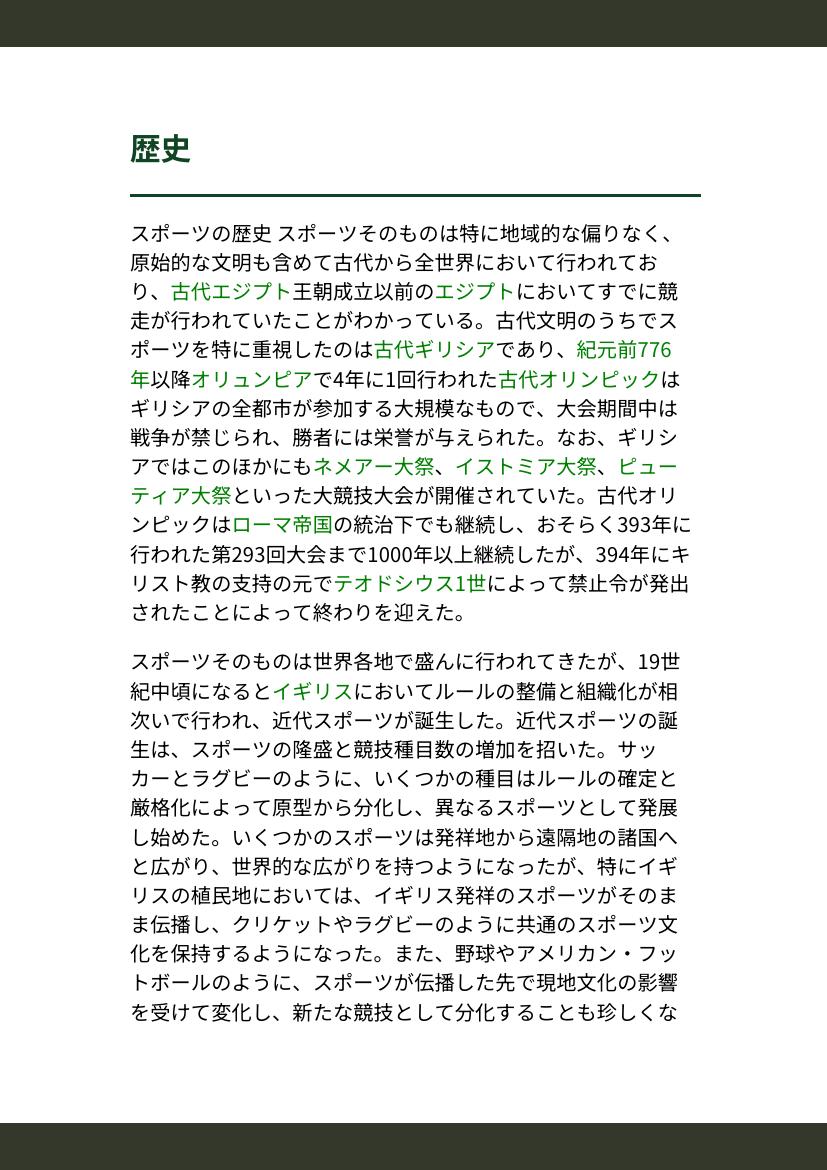 歴史
スポーツの歴史 スポーツそのものは特に地域的な偏りなく、
原始的な文明も含めて古代から全世界において行われてお
り、古代エジプト王朝成立以前のエジプトにおいてすでに競
走が行われていたことがわかっている。古代文明のうちでス
ポーツを特に重視したのは古代ギリシアであり、紀元前776
年以降オリュンピアで4年に1回行われた古代オリンピックは
ギリシアの全都市が参加する大規模なもので、大会期間中は
戦争が禁じられ、勝者には栄誉が与えられた。なお、ギリシ
アではこのほかにもネメアー大祭、イストミア大祭、ピュー
ティア大祭といった大競技大会が開催されていた。古代オリ
ンピックはローマ帝国の統治下でも継続し、おそらく393年に
行われた第293回大会まで1000年以上継続したが、394年にキ
リスト教の支持の元でテオドシウス1世によって禁止令が発出
されたことによって終わりを迎えた。
スポーツそのものは世界各地で盛んに行われてきたが、19世
紀中頃になるとイギリスにおいてルールの整備と組織化が相
次いで行われ、近代スポーツが誕生した。近代スポーツの誕
生は、スポーツの隆盛と競技種目数の増加を招いた。サッ
カーとラグビーのように、いくつかの種目はルールの確定と
厳格化によって原型から分化し、異なるスポーツとして発展
し始めた。いくつかのスポーツは発祥地から遠隔地の諸国へ
と広がり、世界的な広がりを持つようになったが、特にイギ
リスの植民地においては、イギリス発祥のスポーツがそのま
ま伝播し、クリケットやラグビーのように共通のスポーツ文
化を保持するようになった。また、野球やアメリカン・フッ
トボールのように、スポーツが伝播した先で現地文化の影響
を受けて変化し、新たな競技として分化することも珍しくな